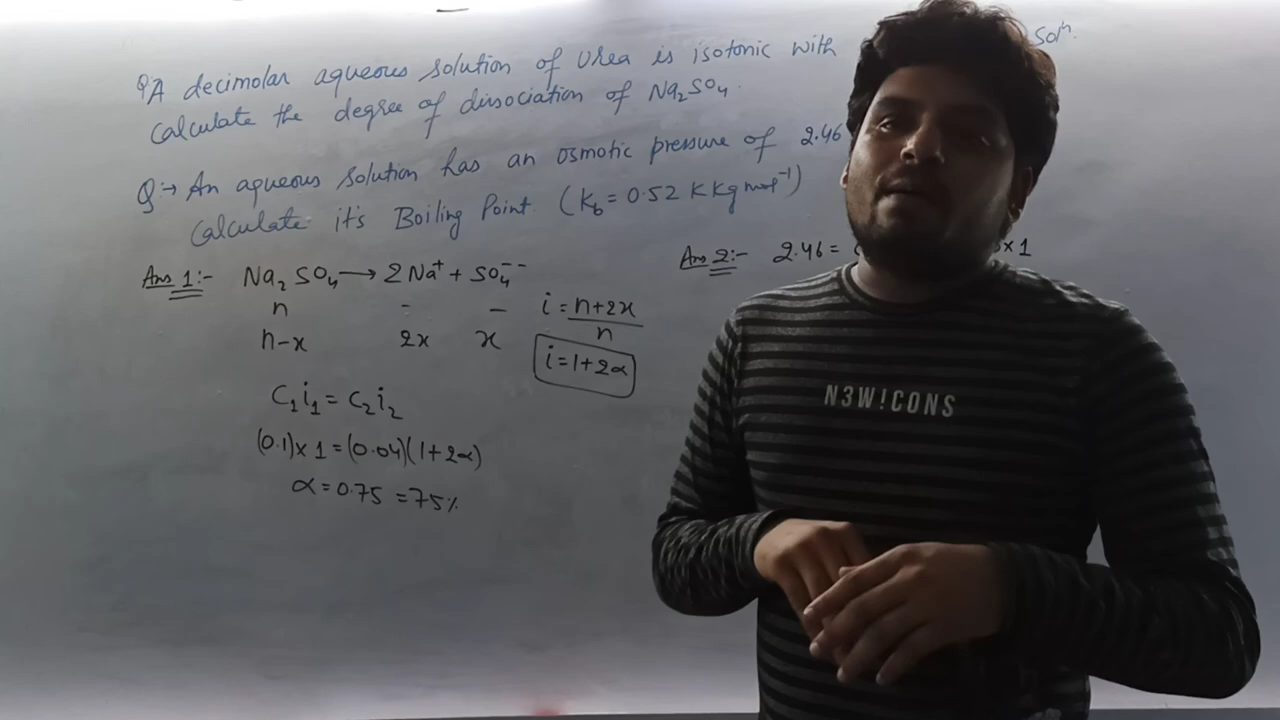 Q A decimolar aqueous solution of Urea is isotonic with Solⁿ.
Calculate the degree of dissociation of Na₂SO₄.
Q:→ An aqueous solution has an osmotic pressure of 2.46
Calculate it's Boiling Point (K_b = 0.52 K Kg mol⁻¹)
Ans 1:- Na₂SO₄ → 2Na⁺ + SO₄⁻⁻
n - - i = n+2x/n
n-x 2x x
i=1+2α
C₁i₁ = C₂i₂
(0.1)×1=(0.04)(1+2α)
α=0.75 =75%
Ans 2:- 2.46= ×1
N3W!CONS